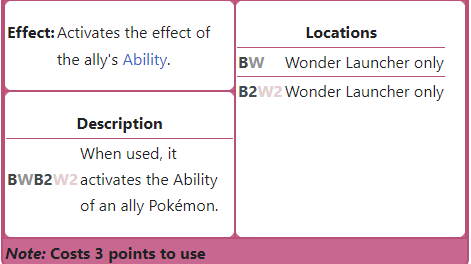 Effect: Activates the effect of
the ally's Ability.
Description
BWB2W2 When used, it
activates the Ability
of an ally Pokémon.
Locations
BW Wonder Launcher only
B2W2 Wonder Launcher only
Note: Costs 3 points to use